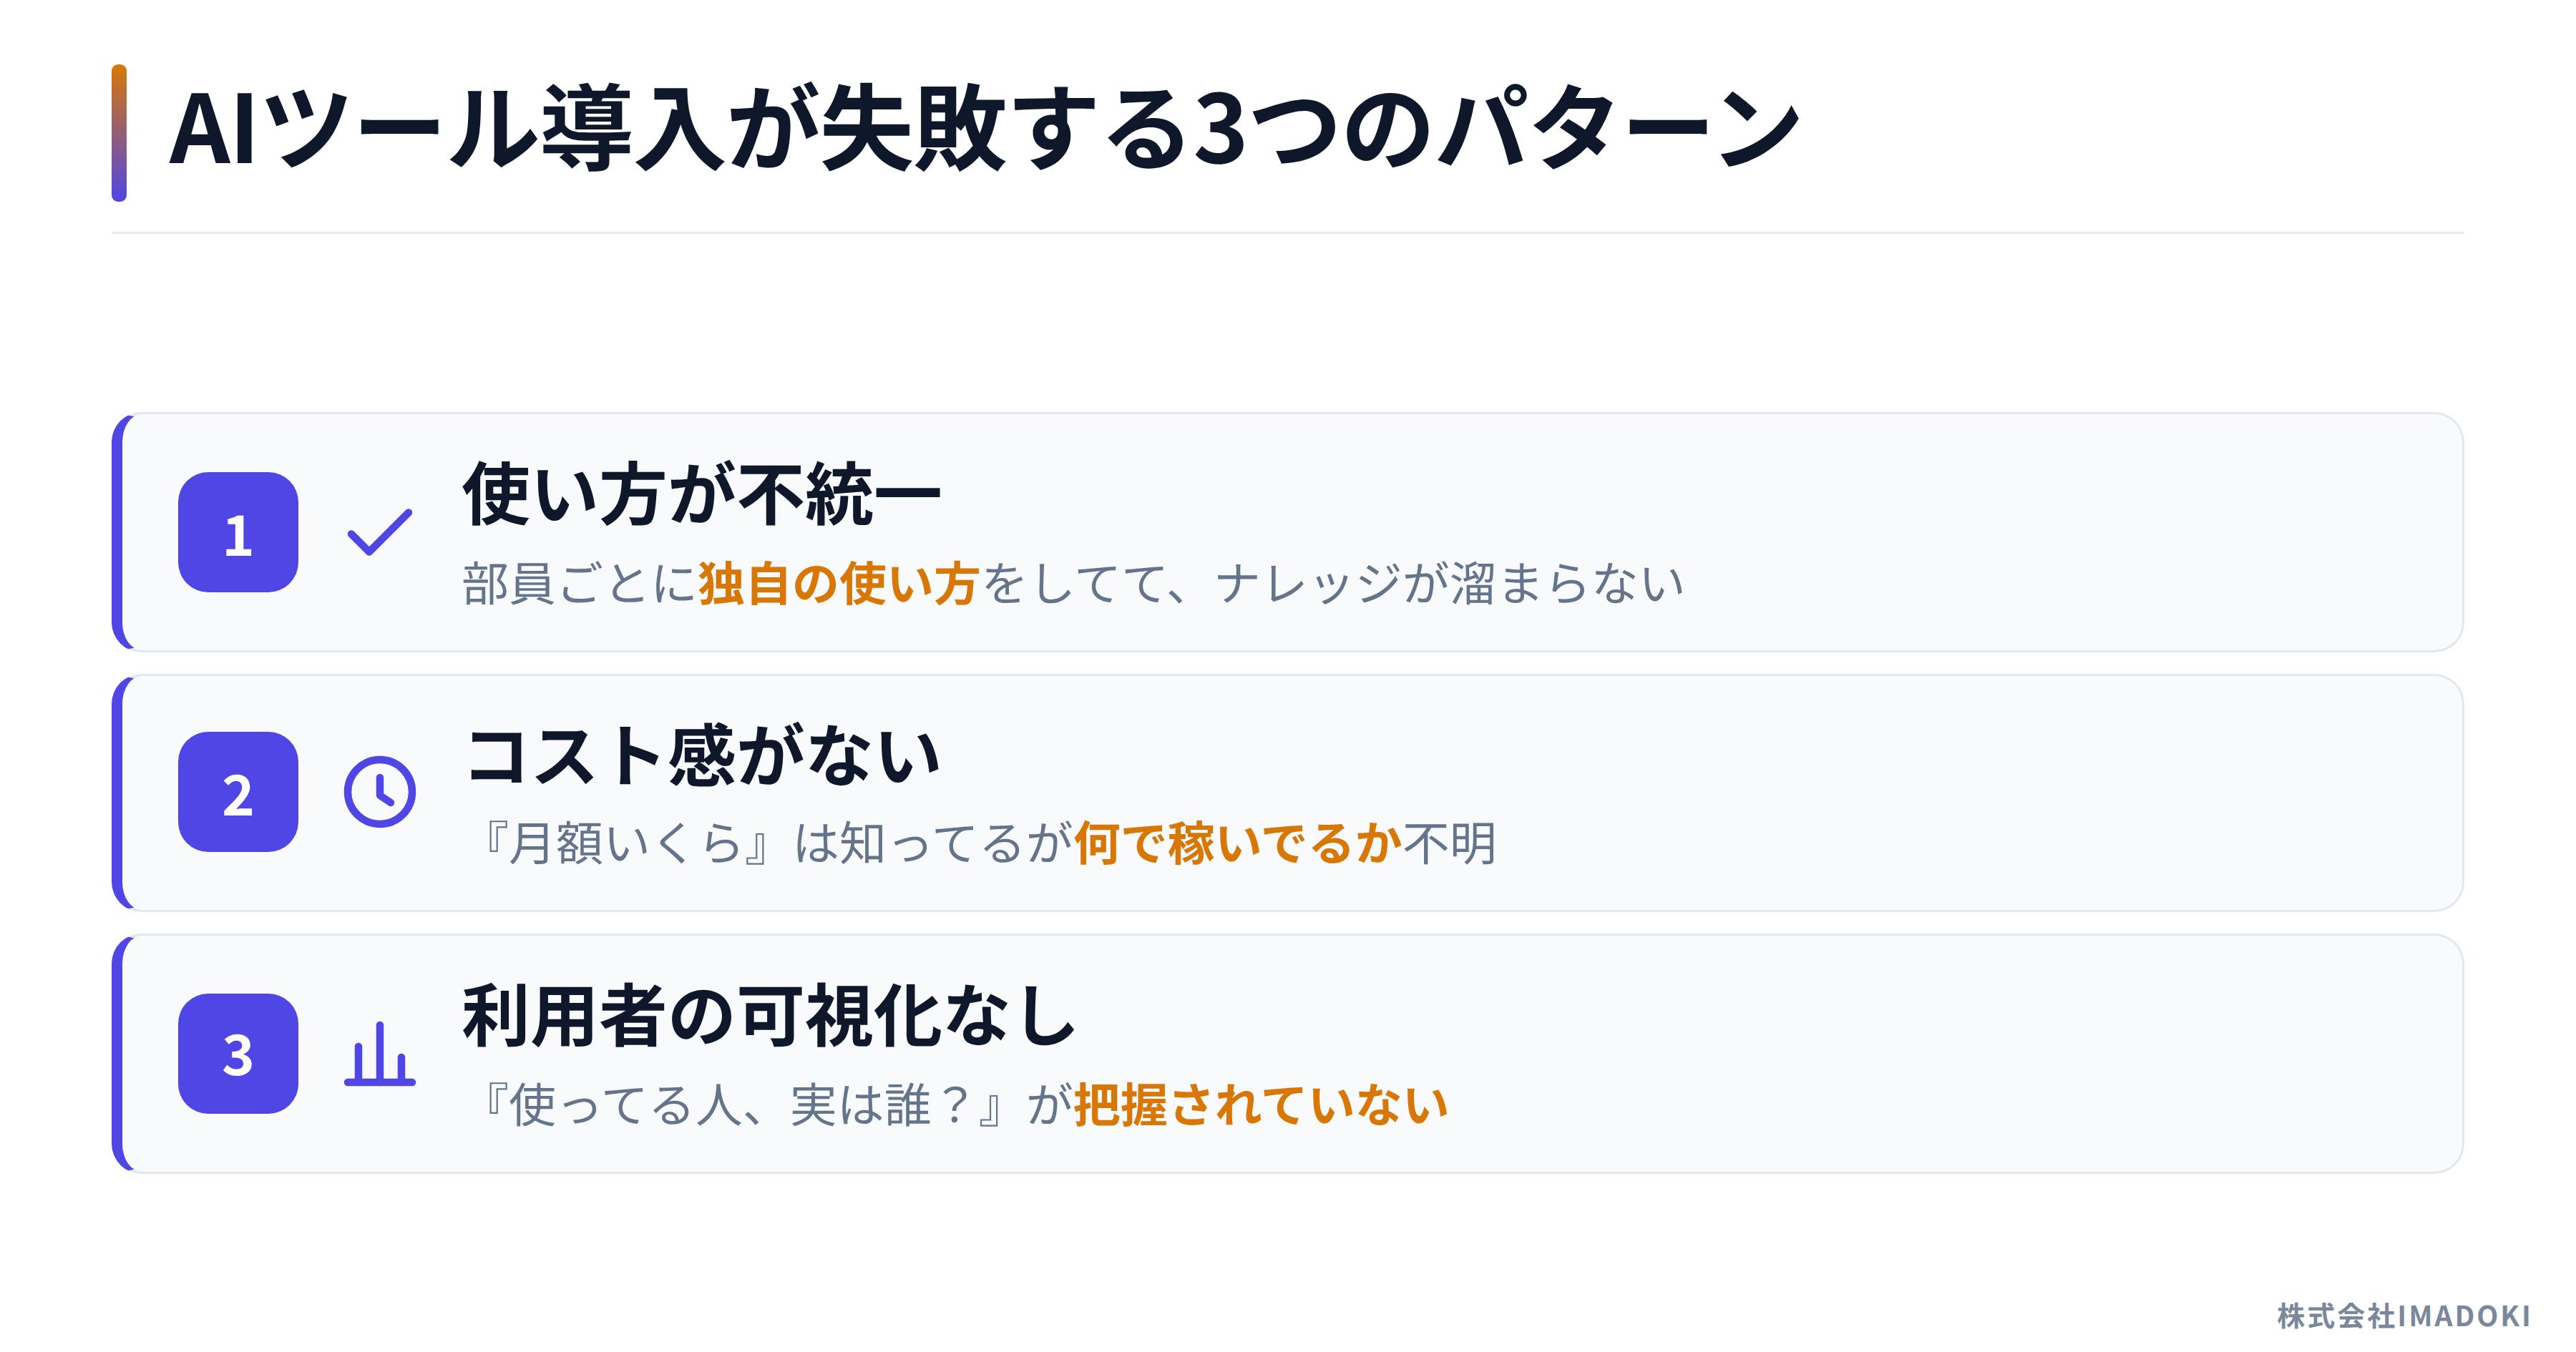 AIツール導入が失敗する3つのパターン
1
使い方が不統一
部員ごとに独自の使い方をしてて、ナレッジが溜まらない
2
コスト感がない
『月額いくら』は知ってるが何で稼いでるか不明
3
利用者の可視化なし
『使ってる人、実は誰？』が把握されていない
株式会社IMADOKI